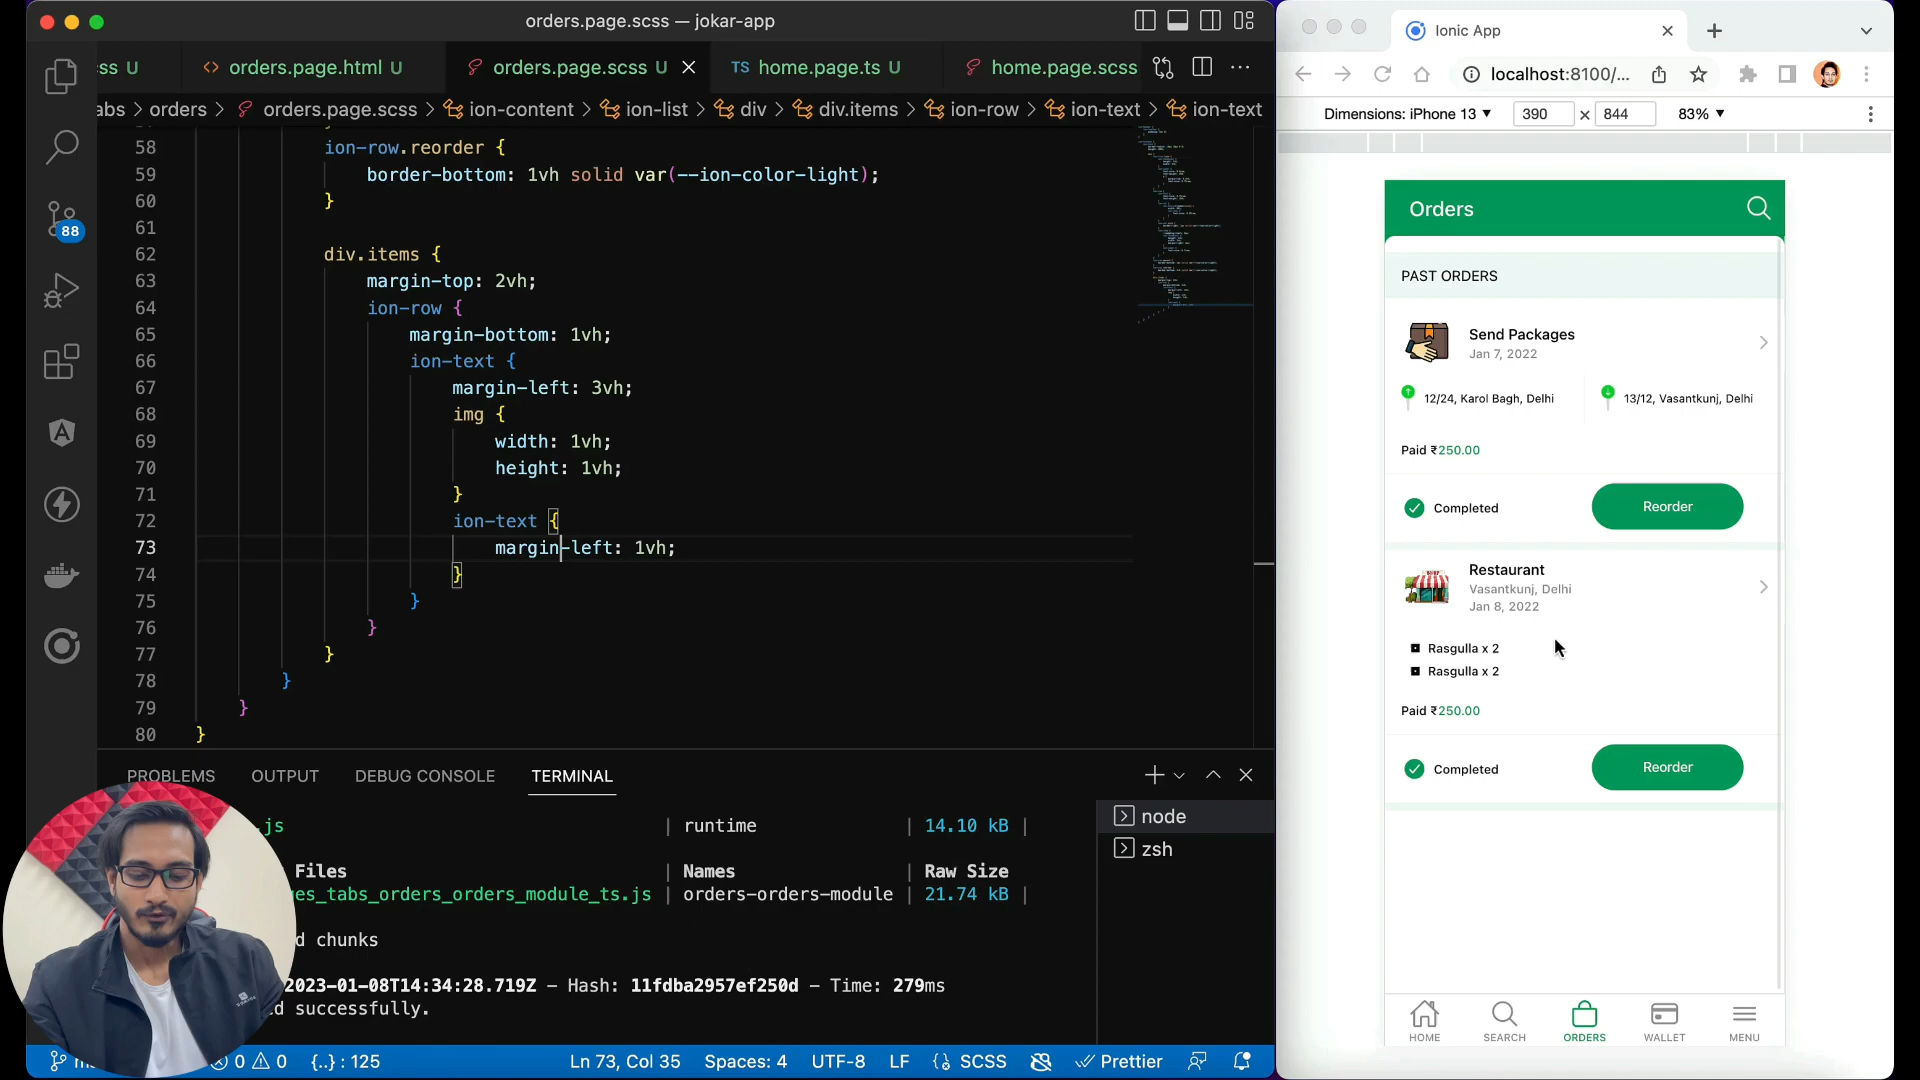 orders.page.scss — jokar-app
ss U
<> orders.page.html U
orders.page.scss U
TS home.page.ts U
home.page.scss
abs > orders > orders.page.scss > ion-content > ion-list > div > div.items > ion-row > ion-text > ion-text
58 ion-row.reorder {
59 border-bottom: 1vh solid var(--ion-color-light);
60 }
61
62 div.items {
63 margin-top: 2vh;
64 ion-row {
65 margin-bottom: 1vh;
66 ion-text {
67 margin-left: 3vh;
68 img {
69 width: 1vh;
70 height: 1vh;
71 }
72 ion-text {
73 margin-left: 1vh;
74 }
75 }
76 }
77 }
78 }
79 }
80 }
88
PROBLEMS OUTPUT DEBUG CONSOLE TERMINAL
.js | runtime | 14.10 kB |
Files | Names | Raw Size
es_tabs_orders_orders_module_ts.js | orders-orders-module | 21.74 kB |
d chunks
2023-01-08T14:34:28.719Z – Hash: 11fdba2957ef250d – Time: 279ms
d successfully.
node
zsh
0 0 {..} : 125 Ln 73, Col 35 Spaces: 4 UTF-8 LF SCSS Prettier
Ionic App
localhost:8100/...
Dimensions: iPhone 13 390 × 844 83%
Orders
PAST ORDERS
Send Packages
Jan 7, 2022
12/24, Karol Bagh, Delhi
13/12, Vasantkunj, Delhi
Paid ₹250.00
Completed
Reorder
Restaurant
Vasantkunj, Delhi
Jan 8, 2022
Rasgulla x 2
Rasgulla x 2
Paid ₹250.00
Completed
Reorder
HOME SEARCH ORDERS WALLET MENU